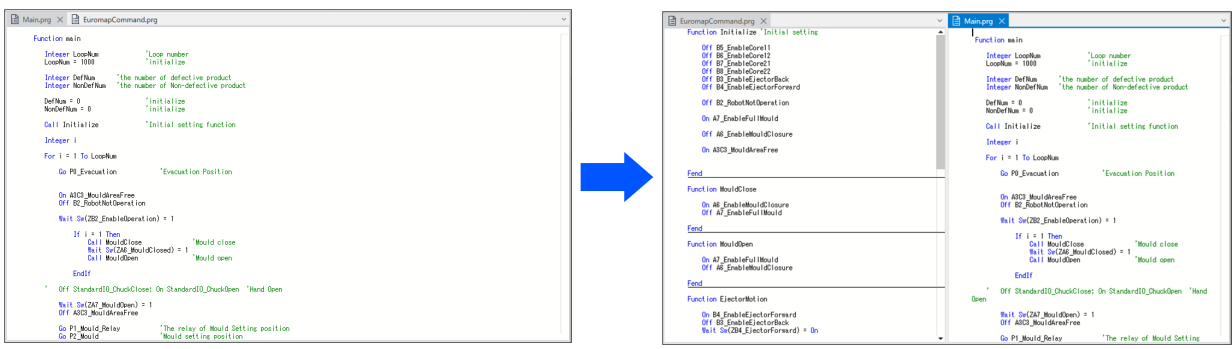 Main.prg
EuromapCommand.prg
Function main
Integer LoopNum 'Loop number
LoopNum = 1000 'initialize
Integer DefNum 'the number of defective product
Integer NonDefNum 'the number of Non-defective product
DefNum = 0 'initialize
NonDefNum = 0 'initialize
Call Initialize 'Initial setting function
Integer i
For i = 1 To LoopNum
Go P0_Evacuation 'Evacuation Position
On A3C3_MouldAreaFree
Off B2_RobotNotOperation
Wait Sw(ZB2_EnableOperation) = 1
If i = 1 Then
Call MouldClose 'Mould close
Wait Sw(ZA6_MouldClosed) = 1
Call MouldOpen 'Mould open
EndIf
' Off StandardIO_ChuckClose; On StandardIO_ChuckOpen 'Hand Open
Wait Sw(ZA7_MouldOpen) = 1
Off A3C3_MouldAreaFree
Go P1_Mould_Relay 'The relay of Mould Setting position
Go P2_Mould 'Mould setting position
EuromapCommand.prg
Function Initialize 'Initial setting
Off B5_EnableCore11
Off B6_EnableCore12
Off B7_EnableCore21
Off B8_EnableCore22
Off B3_EnableEjectorBack
Off B4_EnableEjectorForward
Off B2_RobotNotOperation
On A7_EnableFullMould
Off A6_EnableMouldClosure
On A3C3_MouldAreaFree
Fend
Function MouldClose
On A6_EnableMouldClosure
Off A7_EnableFullMould
Fend
Function MouldOpen
On A7_EnableFullMould
Off A6_EnableMouldClosure
Fend
Function EjectorMotion
On B4_EnableEjectorForward
Off B3_EnableEjectorBack
Wait Sw(ZB4_EjectorForward) = On
Main.prg
Function main
Integer LoopNum 'Loop number
LoopNum = 1000 'initialize
Integer DefNum 'the number of defective product
Integer NonDefNum 'the number of Non-defective product
DefNum = 0 'initialize
NonDefNum = 0 'initialize
Call Initialize 'Initial setting function
Integer i
For i = 1 To LoopNum
Go P0_Evacuation 'Evacuation Position
On A3C3_MouldAreaFree
Off B2_RobotNotOperation
Wait Sw(ZB2_EnableOperation) = 1
If i = 1 Then
Call MouldClose 'Mould close
Wait Sw(ZA6_MouldClosed) = 1
Call MouldOpen 'Mould open
EndIf
' Off StandardIO_ChuckClose; On StandardIO_ChuckOpen 'Hand
Open
Wait Sw(ZA7_MouldOpen) = 1
Off A3C3_MouldAreaFree
Go P1_Mould_Relay 'The relay of Mould Setting